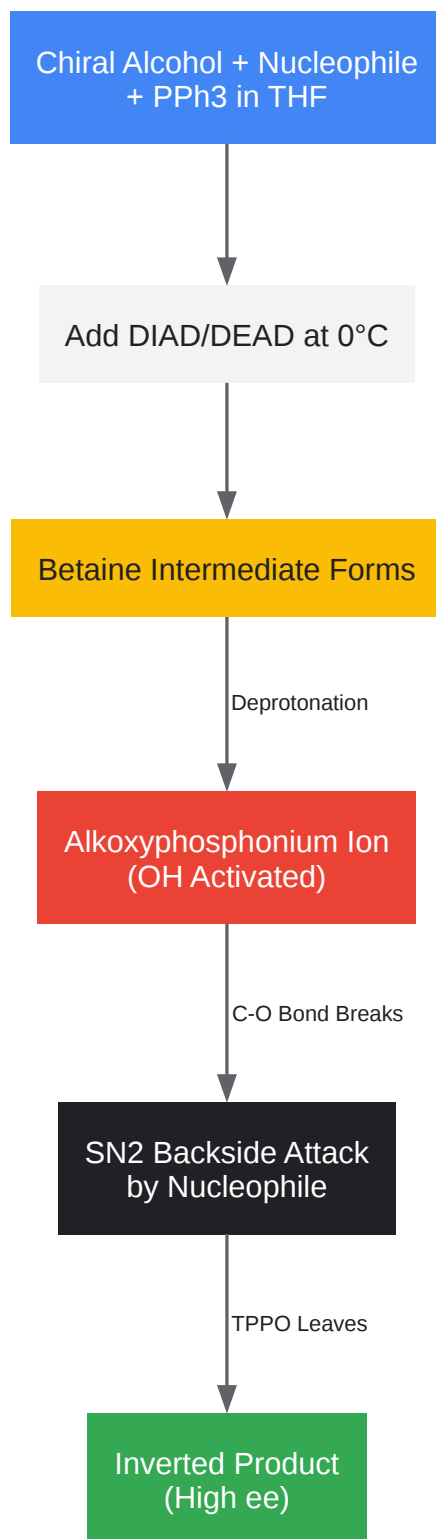 Chiral Alcohol + Nucleophile
+ PPh3 in THF
Add DIAD/DEAD at 0°C
Betaine Intermediate Forms
Deprotonation
Alkoxyphosphonium Ion
(OH Activated)
C-O Bond Breaks
SN2 Backside Attack
by Nucleophile
TPPO Leaves
Inverted Product
(High ee)